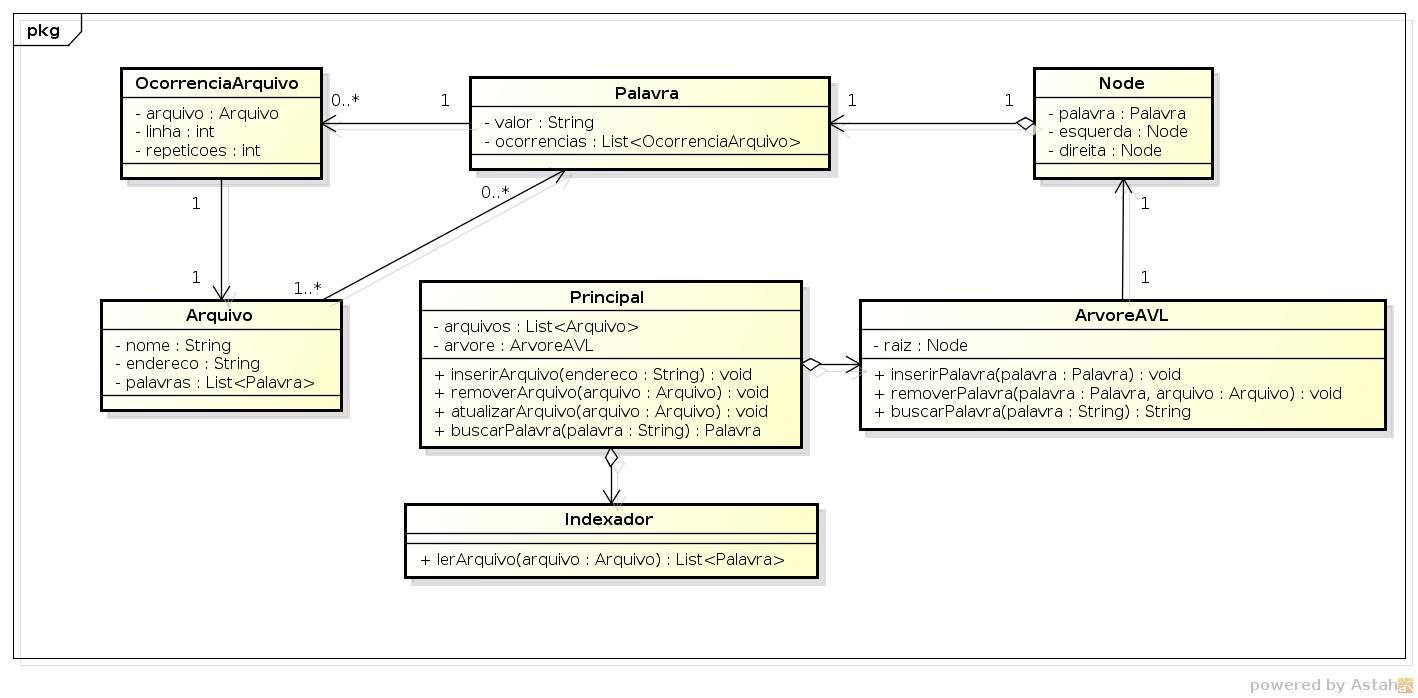 pkg
OcorrenciaArquivo
- arquivo : Arquivo
- linha : int
- repeticoes : int
0..*
1
Palavra
- valor : String
- ocorrencias : List<OcorrenciaArquivo>
1
1
Node
- palavra : Palavra
- esquerda : Node
- direita : Node
1
1
0..*
1..*
1
1
Arquivo
- nome : String
- endereco : String
- palavras : List<Palavra>
Principal
- arquivos : List<Arquivo>
- arvore : ArvoreAVL
+ inserirArquivo(endereco : String) : void
+ removerArquivo(arquivo : Arquivo) : void
+ atualizarArquivo(arquivo : Arquivo) : void
+ buscarPalavra(palavra : String) : Palavra
ArvoreAVL
- raiz : Node
+ inserirPalavra(palavra : Palavra) : void
+ removerPalavra(palavra : Palavra, arquivo : Arquivo) : void
+ buscarPalavra(palavra : String) : String
Indexador
+ lerArquivo(arquivo : Arquivo) : List<Palavra>
powered by Astah